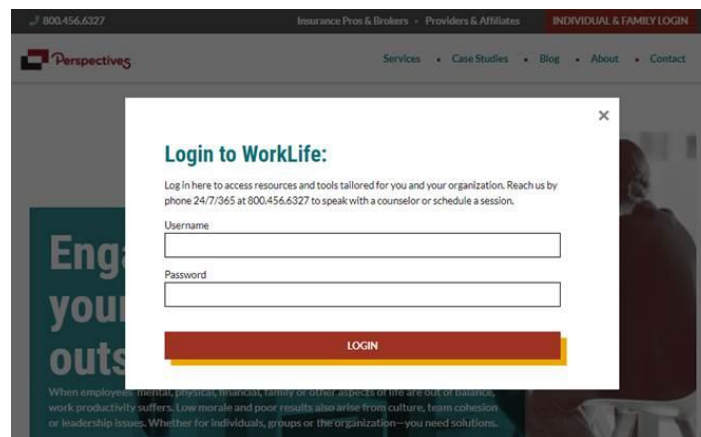 800.456.6327
Insurance Pros & Brokers • Providers & Affiliates
INDIVIDUAL & FAMILY LOGIN
Perspectives
Services • Case Studies • Blog • About • Contact
×
Login to WorkLife:
Log in here to access resources and tools tailored for you and your organization. Reach us by
phone 24/7/365 at 800.456.6327 to speak with a counselor or schedule a session.
Username
Password
LOGIN
your
When employees' mental, physical, financial, family or other aspects of life are out of balance,
work productivity suffers. Low morale and poor results also arise from culture, team cohesion
or leadership issues. Whether for individuals, groups or the organization—you need solutions.